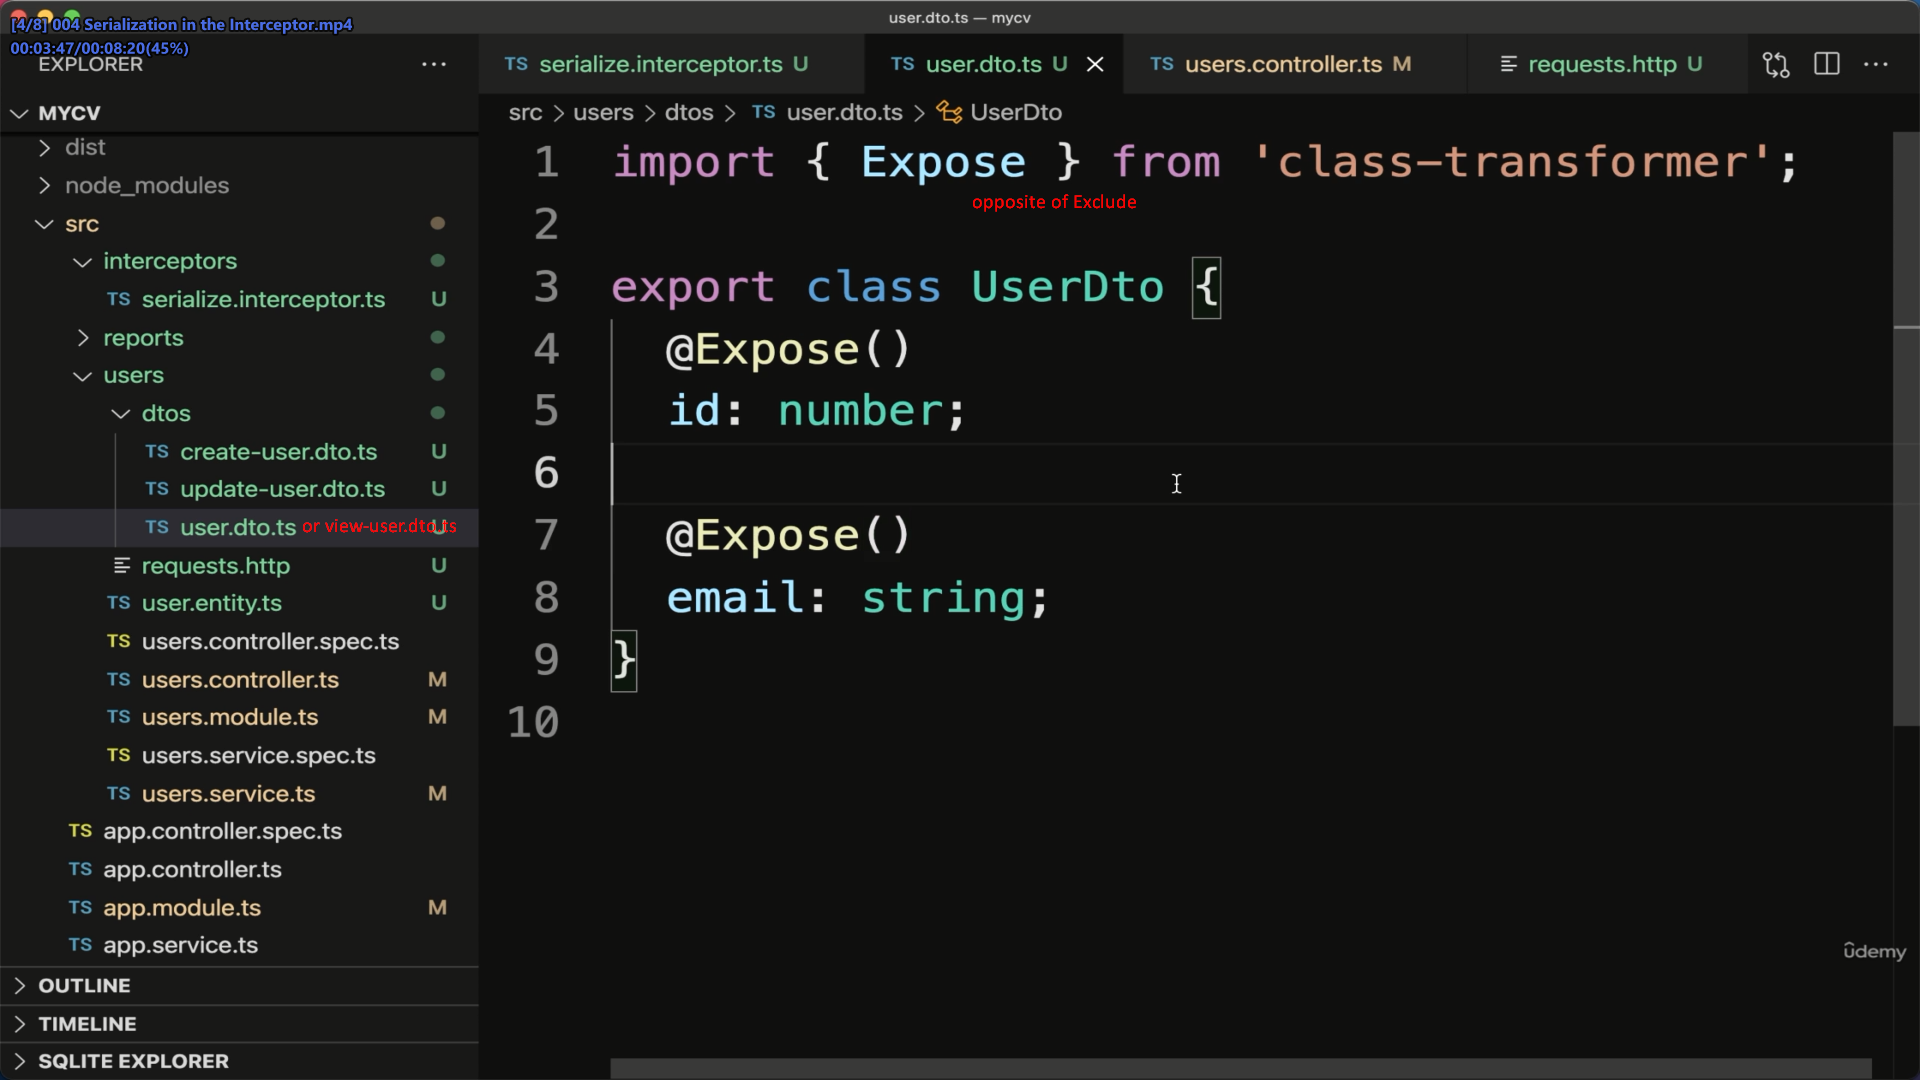 user.dto.ts — mycv
[4/8] 004 Serialization in the Interceptor.mp4
00:03:47/00:08:20(45%)
EXPLORER
MYCV
dist
node_modules
src
interceptors
TS serialize.interceptor.ts U
reports
users
dtos
TS create-user.dto.ts U
TS update-user.dto.ts U
TS user.dto.ts or view-user.dto.ts U
requests.http U
TS user.entity.ts U
TS users.controller.spec.ts
TS users.controller.ts M
TS users.module.ts M
TS users.service.spec.ts
TS users.service.ts M
TS app.controller.spec.ts
TS app.controller.ts
TS app.module.ts M
TS app.service.ts
OUTLINE
TIMELINE
SQLITE EXPLORER
TS serialize.interceptor.ts U
TS user.dto.ts U
TS users.controller.ts M
requests.http U
src > users > dtos > TS user.dto.ts > UserDto
1 import { Expose } from 'class-transformer';
opposite of Exclude
2
3 export class UserDto {
4 @Expose()
5 id: number;
6
7 @Expose()
8 email: string;
9 }
10
ûdemy